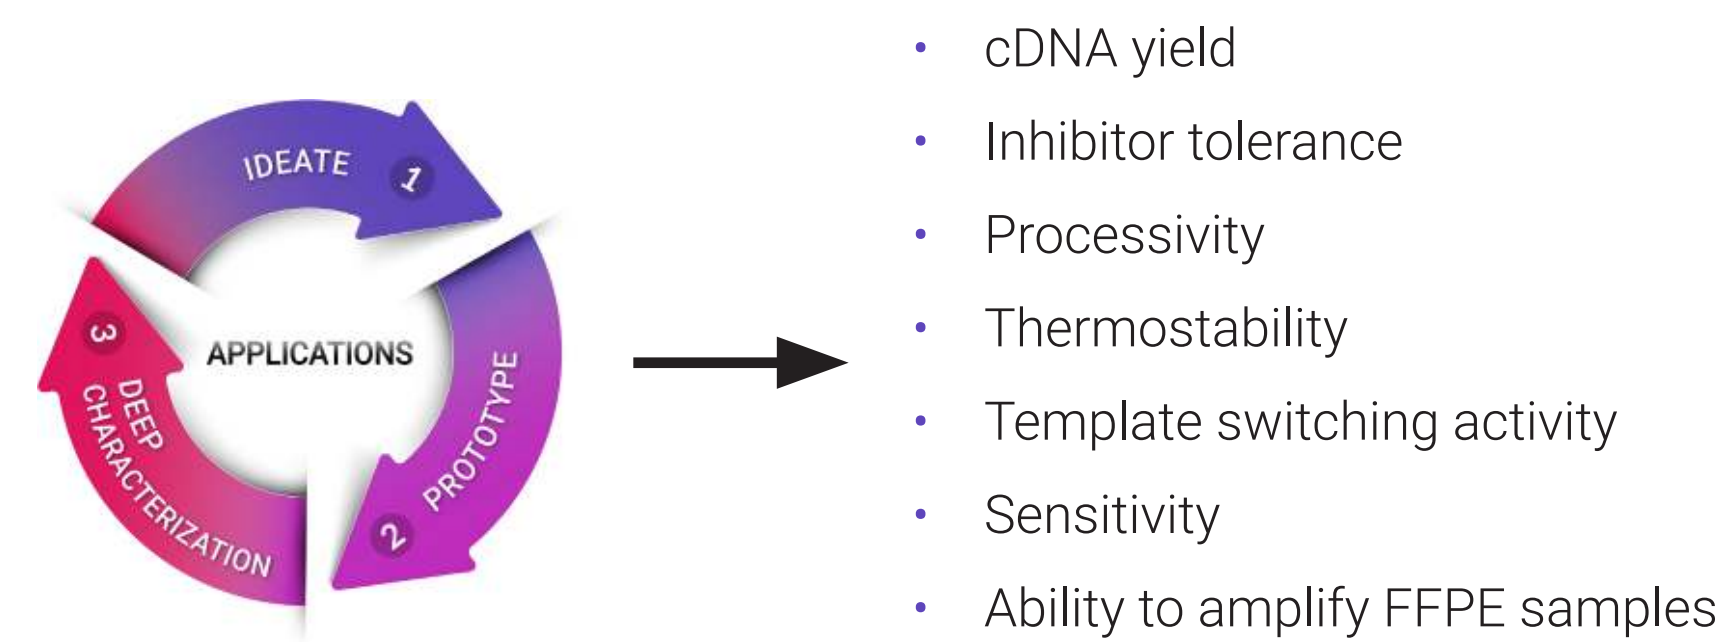 IDEATE 1
PROTOTYPE
2
3
DEEP
CHARACTERIZATION
APPLICATIONS
• cDNA yield
• Inhibitor tolerance
• Processivity
• Thermostability
• Template switching activity
• Sensitivity
• Ability to amplify FFPE samples